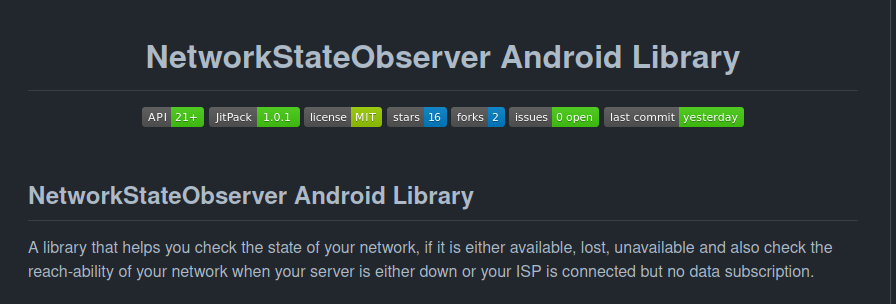 NetworkStateObserver Android Library
API 21+ JitPack 1.0.1 license MIT stars 16 forks 2 issues 0 open last commit yesterday
NetworkStateObserver Android Library
A library that helps you check the state of your network, if it is either available, lost, unavailable and also check the
reach-ability of your network when your server is either down or your ISP is connected but no data subscription.